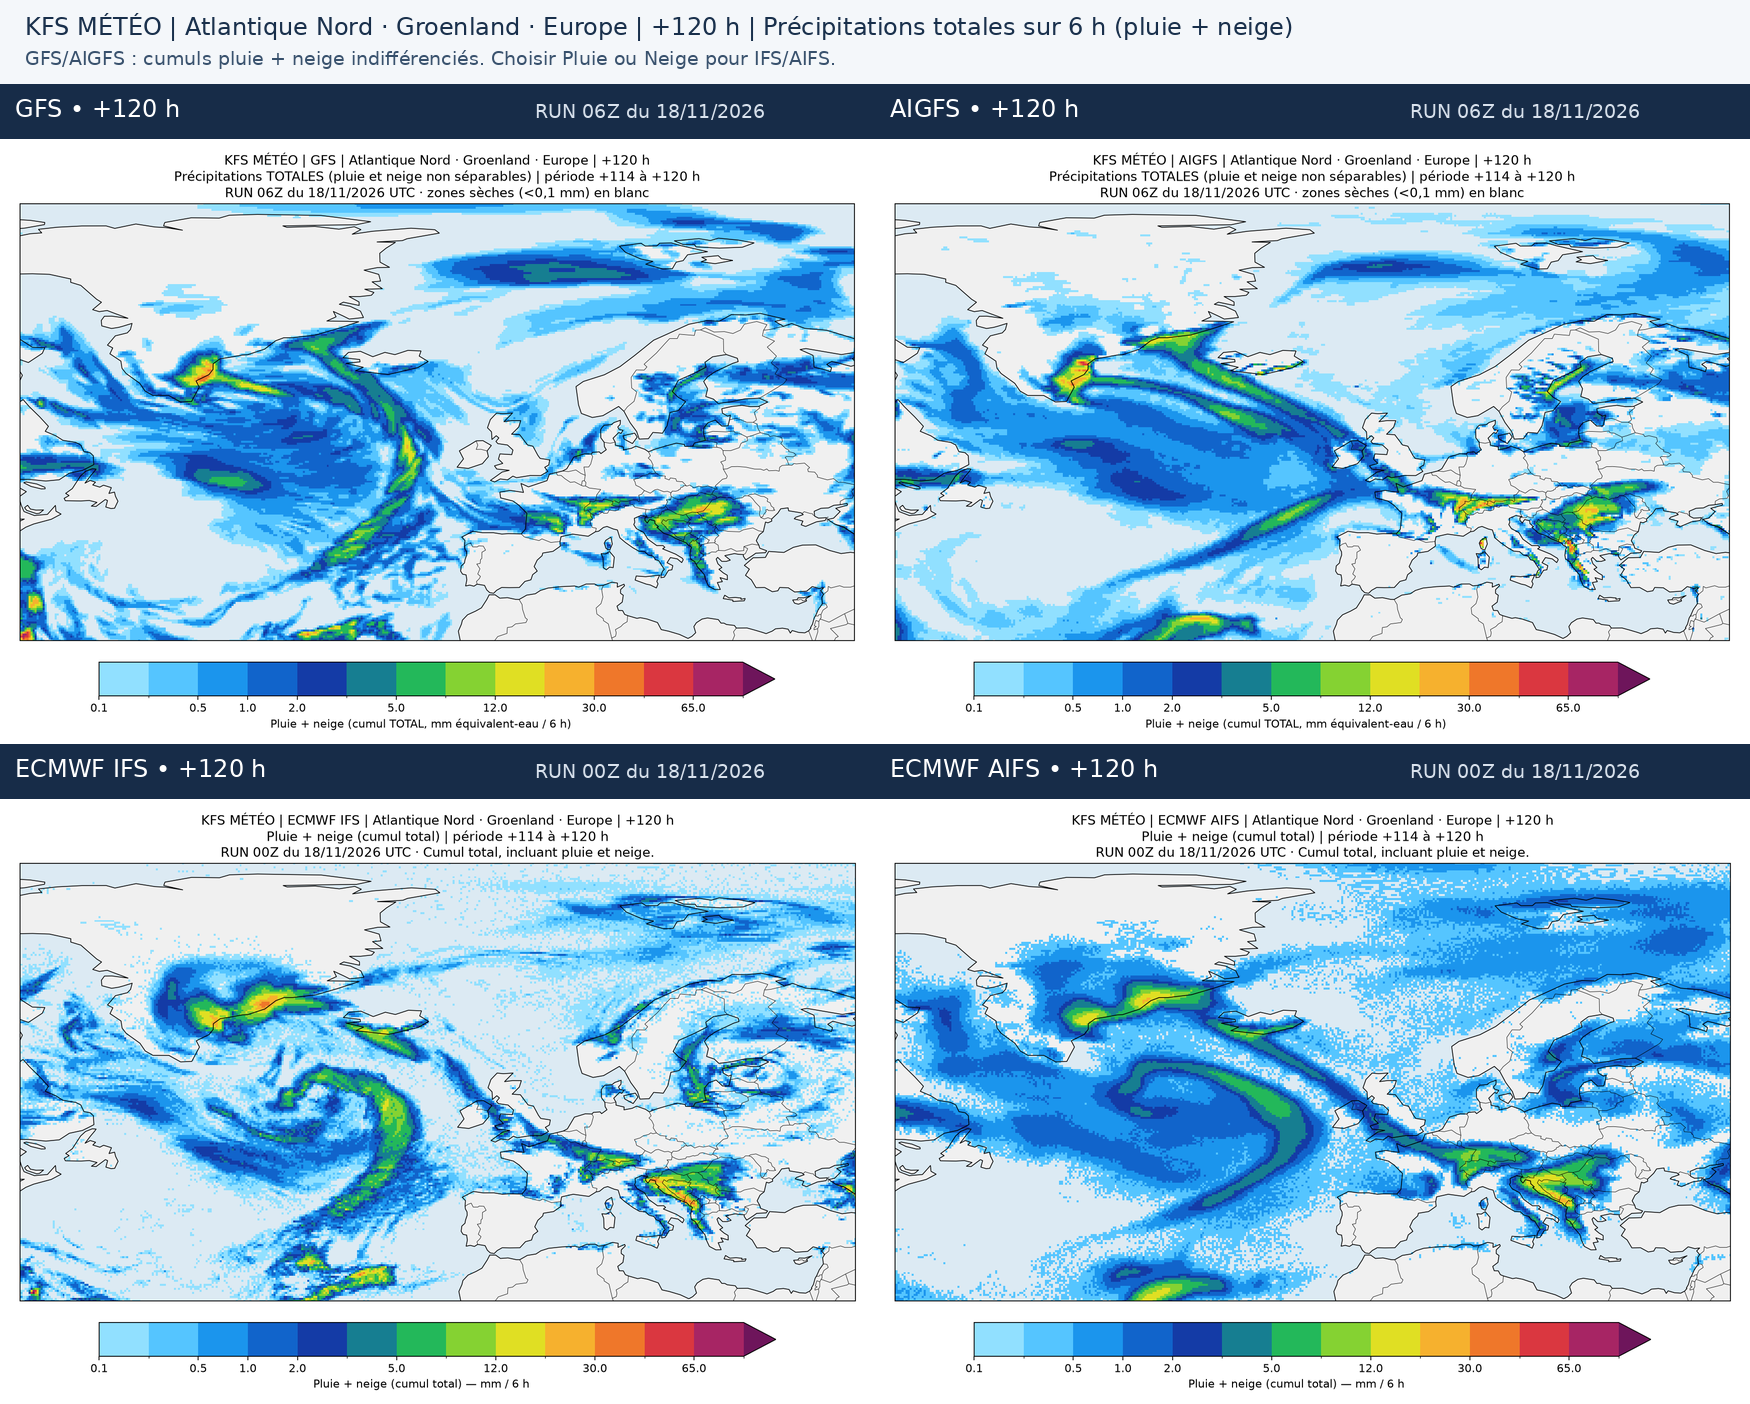 KFS MÉTÉO | Atlantique Nord · Groenland · Europe | +120 h | Précipitations totales sur 6 h (pluie + neige)
GFS/AIGFS : cumuls pluie + neige indifférenciés. Choisir Pluie ou Neige pour IFS/AIFS.
GFS • +120 h
RUN 06Z du 18/11/2026
KFS MÉTÉO | GFS | Atlantique Nord · Groenland · Europe | +120 h
Précipitations TOTALES (pluie et neige non séparables) | période +114 à +120 h
RUN 06Z du 18/11/2026 UTC · zones sèches (<0,1 mm) en blanc
0.1 0.5 1.0 2.0 5.0 12.0 30.0 65.0
Pluie + neige (cumul TOTAL, mm équivalent-eau / 6 h)
AIGFS • +120 h
RUN 06Z du 18/11/2026
KFS MÉTÉO | AIGFS | Atlantique Nord · Groenland · Europe | +120 h
Précipitations TOTALES (pluie et neige non séparables) | période +114 à +120 h
RUN 06Z du 18/11/2026 UTC · zones sèches (<0,1 mm) en blanc
0.1 0.5 1.0 2.0 5.0 12.0 30.0 65.0
Pluie + neige (cumul TOTAL, mm équivalent-eau / 6 h)
ECMWF IFS • +120 h
RUN 00Z du 18/11/2026
KFS MÉTÉO | ECMWF IFS | Atlantique Nord · Groenland · Europe | +120 h
Pluie + neige (cumul total) | période +114 à +120 h
RUN 00Z du 18/11/2026 UTC · Cumul total, incluant pluie et neige.
0.1 0.5 1.0 2.0 5.0 12.0 30.0 65.0
Pluie + neige (cumul total) — mm / 6 h
ECMWF AIFS • +120 h
RUN 00Z du 18/11/2026
KFS MÉTÉO | ECMWF AIFS | Atlantique Nord · Groenland · Europe | +120 h
Pluie + neige (cumul total) | période +114 à +120 h
RUN 00Z du 18/11/2026 UTC · Cumul total, incluant pluie et neige.
0.1 0.5 1.0 2.0 5.0 12.0 30.0 65.0
Pluie + neige (cumul total) — mm / 6 h